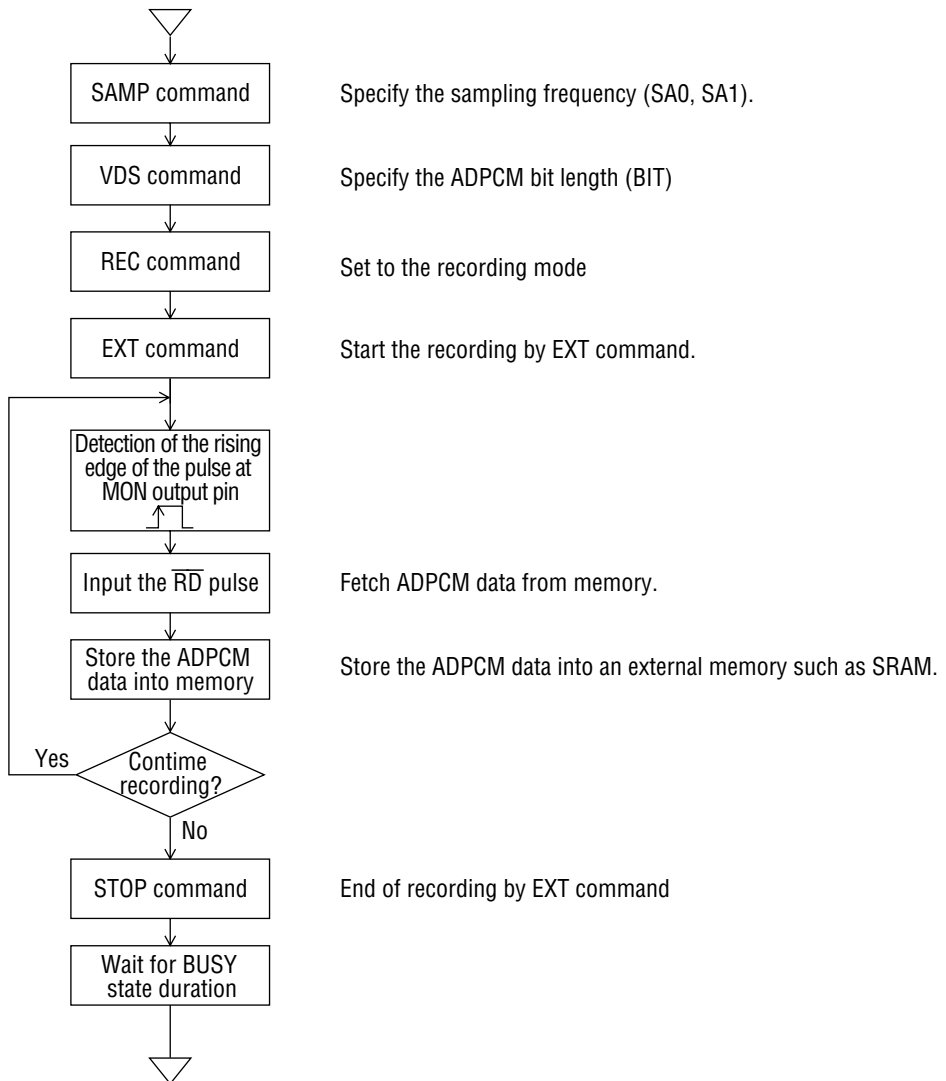 SAMP command
Specify the sampling frequency (SA0, SA1).
VDS command
Specify the ADPCM bit length (BIT)
REC command
Set to the recording mode
EXT command
Start the recording by EXT command.
Detection of the rising
edge of the pulse at
MON output pin
Input the R̅D̅ pulse
Fetch ADPCM data from memory.
Store the ADPCM
data into memory
Store the ADPCM data into an external memory such as SRAM.
Yes
Contime
recording?
No
STOP command
End of recording by EXT command
Wait for BUSY
state duration